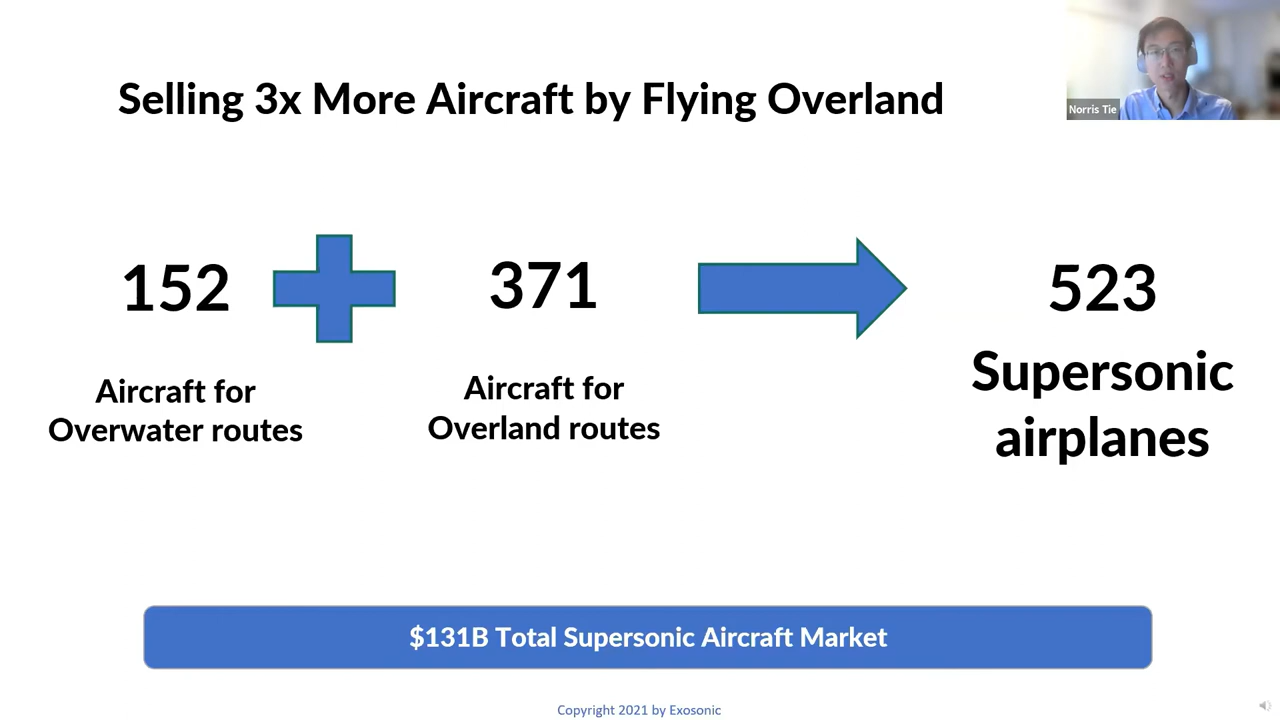 Selling 3x More Aircraft by Flying Overland
Norris Tie
152
371
523
Aircraft for
Overwater routes
Aircraft for
Overland routes
Supersonic
airplanes
$131B Total Supersonic Aircraft Market
Copyright 2021 by Exosonic